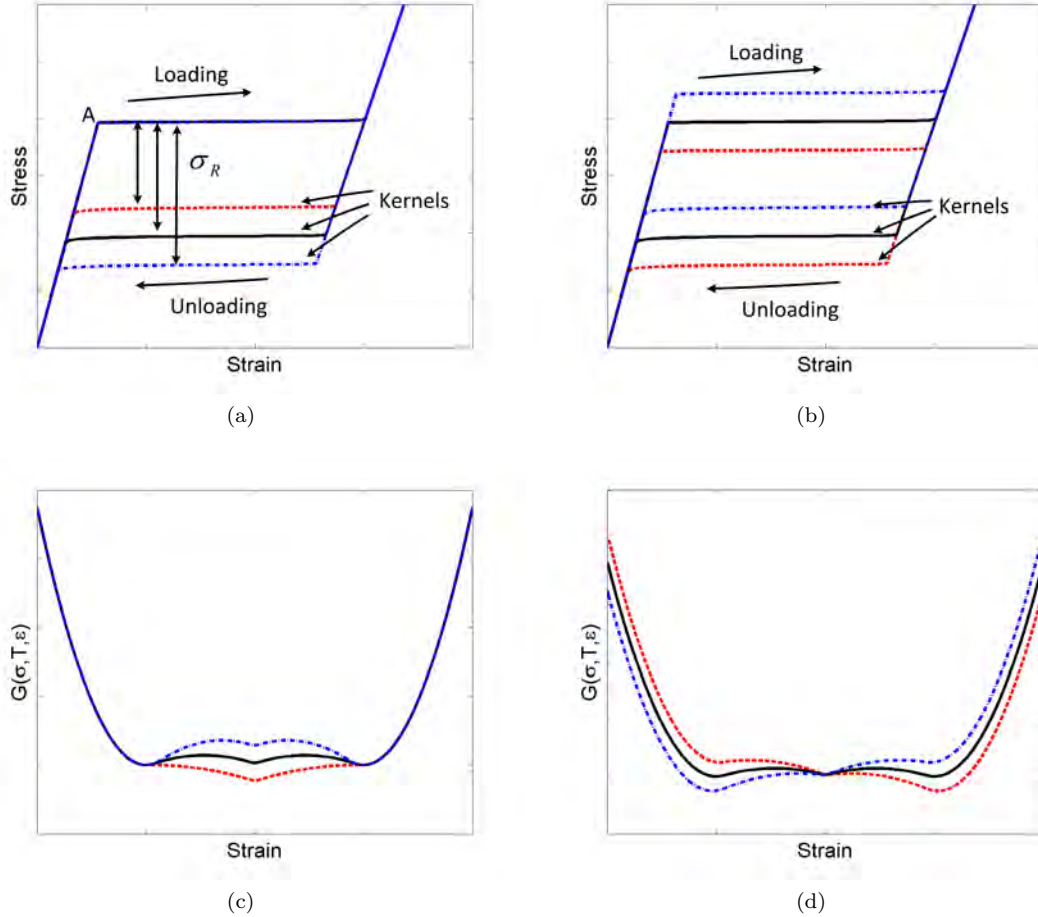 Loading
A
σ_R
Stress
Kernels
Unloading
Strain
(a)
Loading
Stress
Kernels
Unloading
Strain
(b)
G(σ,T,ε)
Strain
(c)
G(σ,T,ε)
Strain
(d)